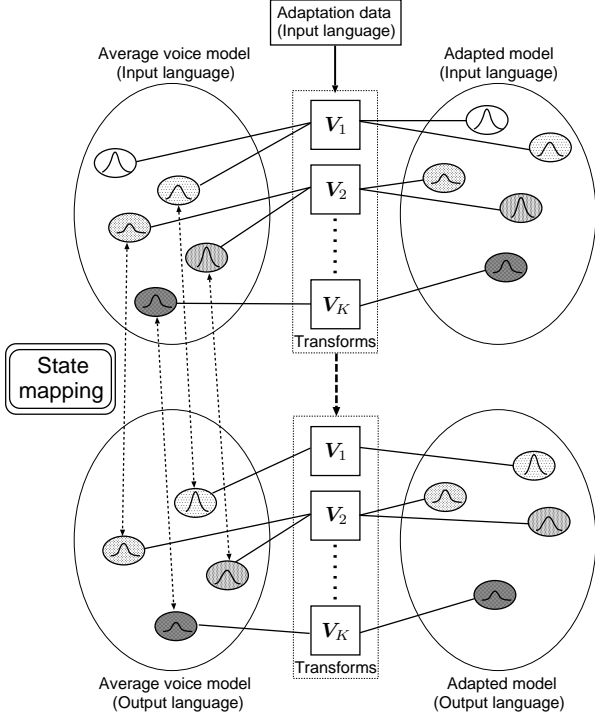 Adaptation data
(Input language)
Average voice model
(Input language)
Adapted model
(Input language)
V1
V2
VK
Transforms
State
mapping
V1
V2
VK
Transforms
Average voice model
(Output language)
Adapted model
(Output language)